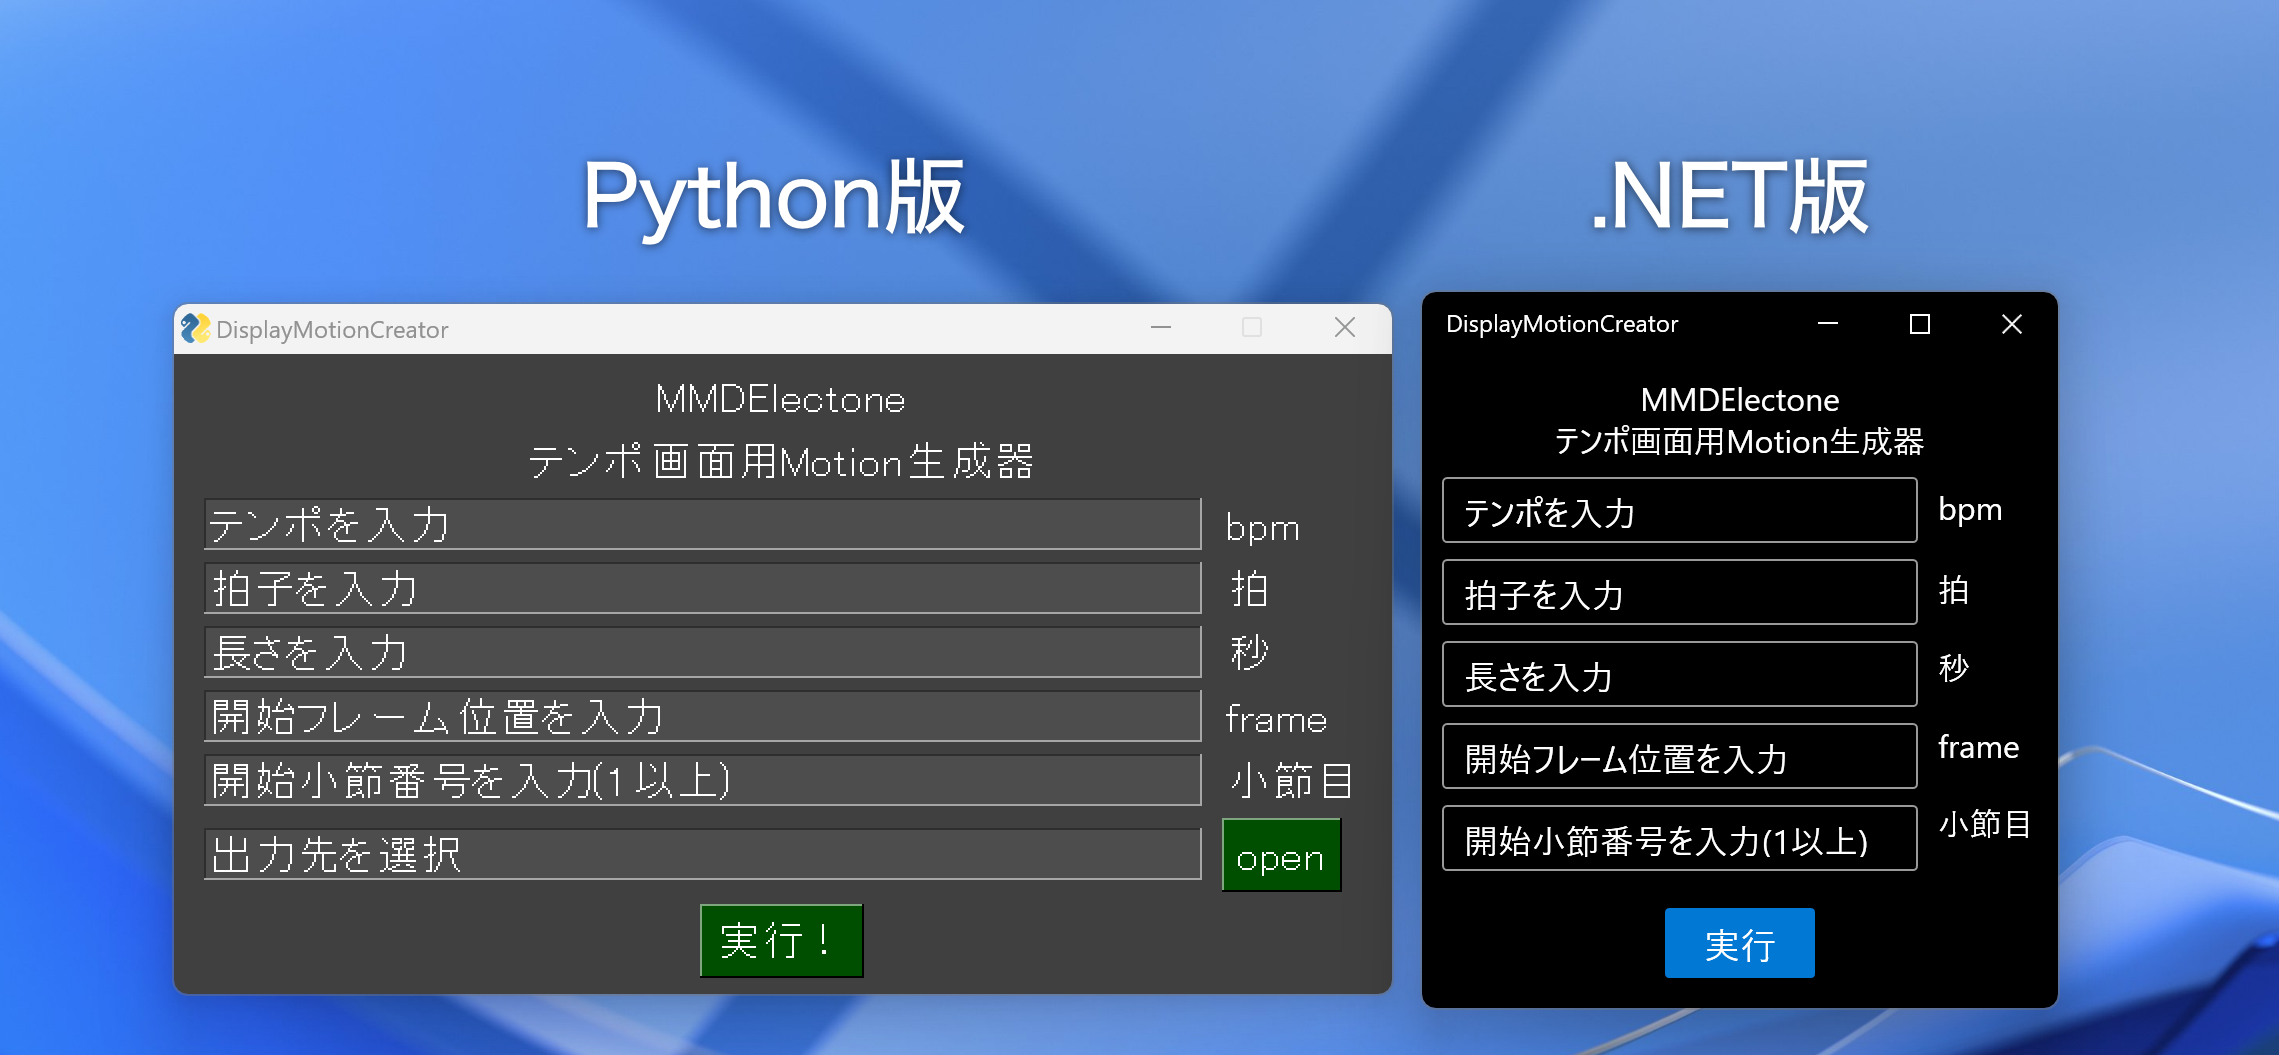 Python版
DisplayMotionCreator
MMDElectone
テンポ画面用Motion生成器
テンポを入力 bpm
拍子を入力 拍
長さを入力 秒
開始フレーム位置を入力 frame
開始小節番号を入力(1以上) 小節目
出力先を選択 open
実行！
.NET版
DisplayMotionCreator
MMDElectone
テンポ画面用Motion生成器
テンポを入力 bpm
拍子を入力 拍
長さを入力 秒
開始フレーム位置を入力 frame
開始小節番号を入力(1以上) 小節目
実行